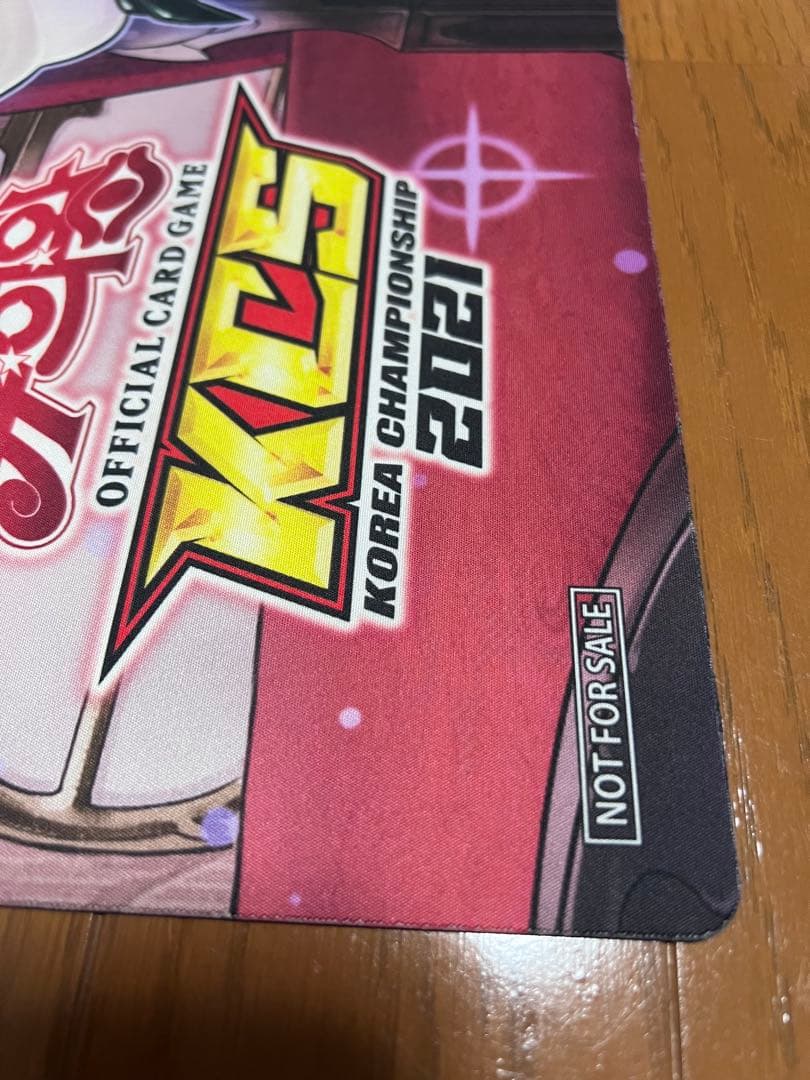 OFFICIAL CARD GAME
KCS
KOREA CHAMPIONSHIP
2021
NOT FOR SALE